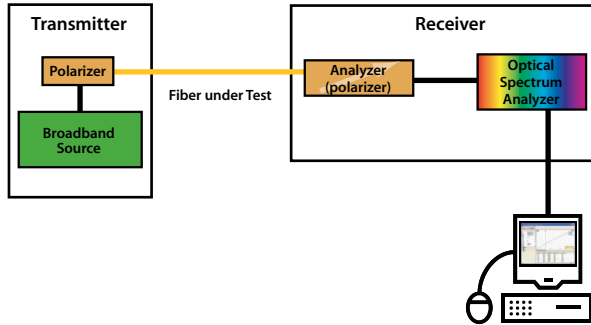 Transmitter
Receiver
Polarizer
Fiber under Test
Analyzer
(polarizer)
Optical
Spectrum
Analyzer
Broadband
Source